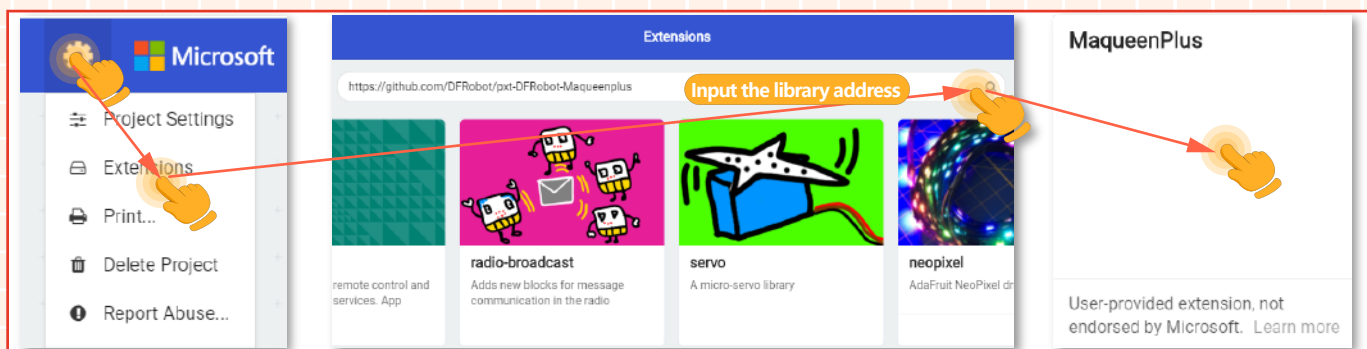 Microsoft
Project Settings
Extensions
Print...
Delete Project
Report Abuse...
Extensions
https://github.com/DFRobot/pxt-DFRobot-Maqueenplus
Input the library address
remote control and
services. App
radio-broadcast
Adds new blocks for message
communication in the radio
servo
A micro-servo library
neopixel
AdaFruit NeoPixel dr
MaqueenPlus
User-provided extension, not
endorsed by Microsoft. Learn more